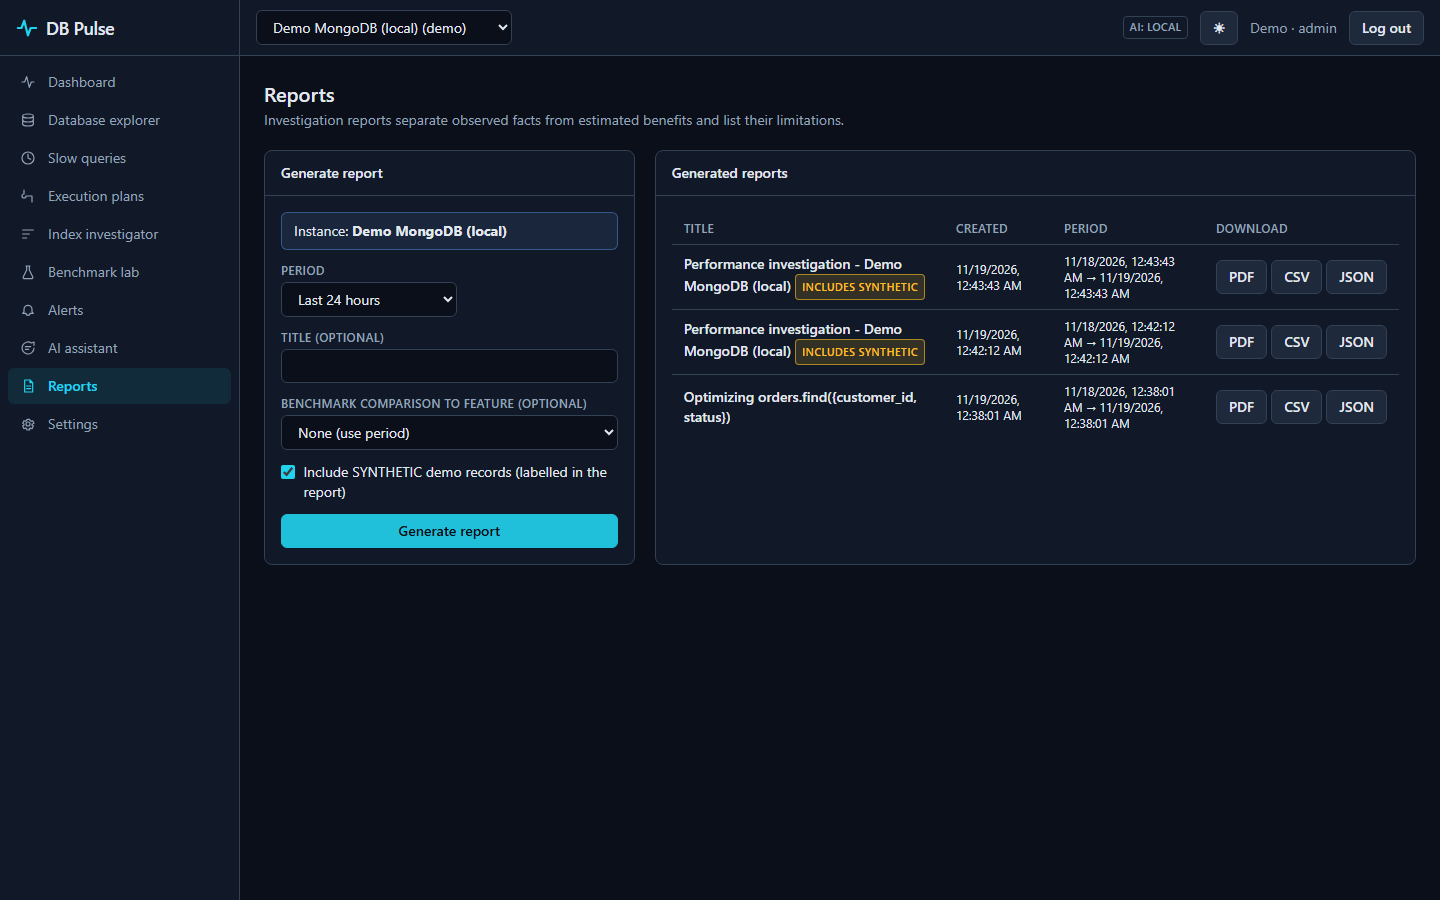 DB Pulse
Demo MongoDB (local) (demo)
AI: LOCAL
Demo · admin
Log out
Dashboard
Database explorer
Slow queries
Execution plans
Index investigator
Benchmark lab
Alerts
AI assistant
Reports
Settings
Reports
Investigation reports separate observed facts from estimated benefits and list their limitations.
Generate report
Instance: Demo MongoDB (local)
PERIOD
Last 24 hours
TITLE (OPTIONAL)
BENCHMARK COMPARISON TO FEATURE (OPTIONAL)
None (use period)
Include SYNTHETIC demo records (labelled in the
report)
Generate report
Generated reports
TITLE CREATED PERIOD DOWNLOAD
Performance investigation - Demo
MongoDB (local) INCLUDES SYNTHETIC
11/19/2026,
12:43:43 AM
11/18/2026, 12:43:43
AM → 11/19/2026,
12:43:43 AM
PDF CSV JSON
Performance investigation - Demo
MongoDB (local) INCLUDES SYNTHETIC
11/19/2026,
12:42:12 AM
11/18/2026, 12:42:12
AM → 11/19/2026,
12:42:12 AM
PDF CSV JSON
Optimizing orders.find({customer_id,
status})
11/19/2026,
12:38:01 AM
11/18/2026, 12:38:01
AM → 11/19/2026,
12:38:01 AM
PDF CSV JSON